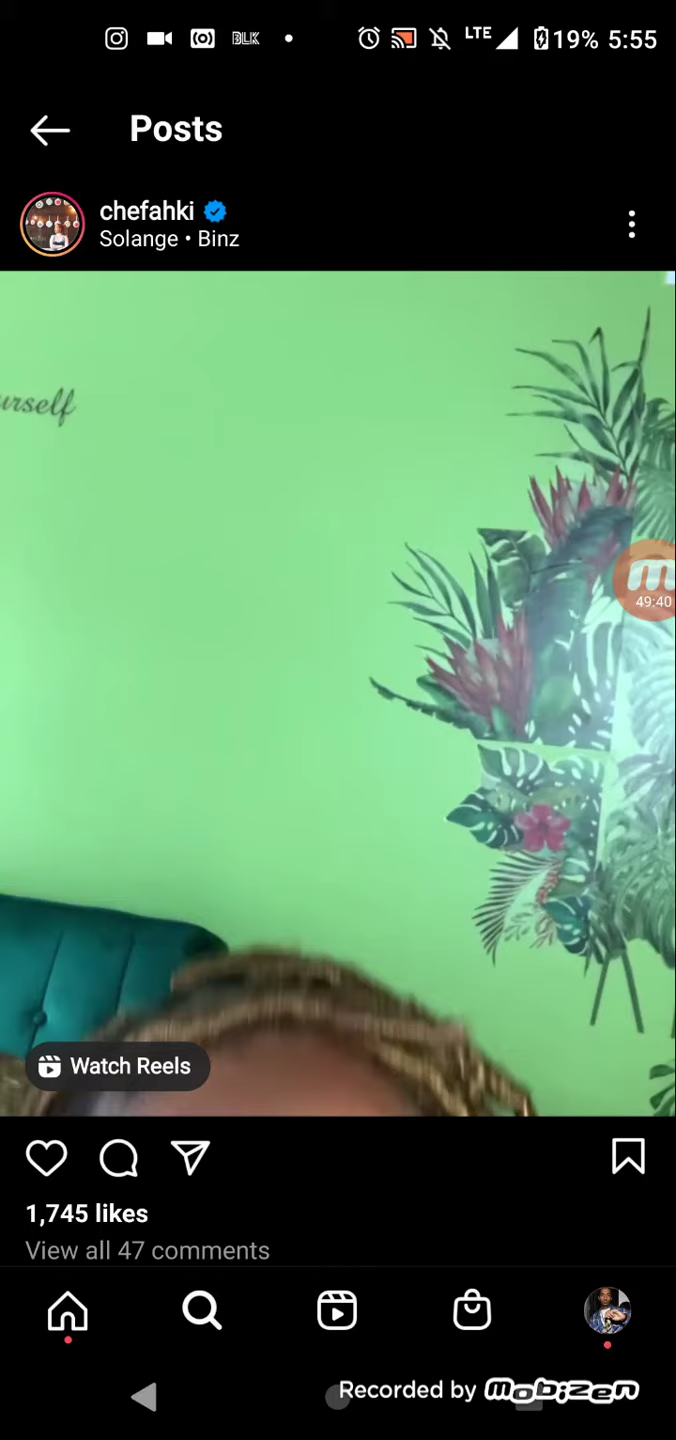 BLK LTE 19% 5:55
Posts
chefahki
Solange • Binz
urself
49:40
Watch Reels
1,745 likes
View all 47 comments
Recorded by mobizen